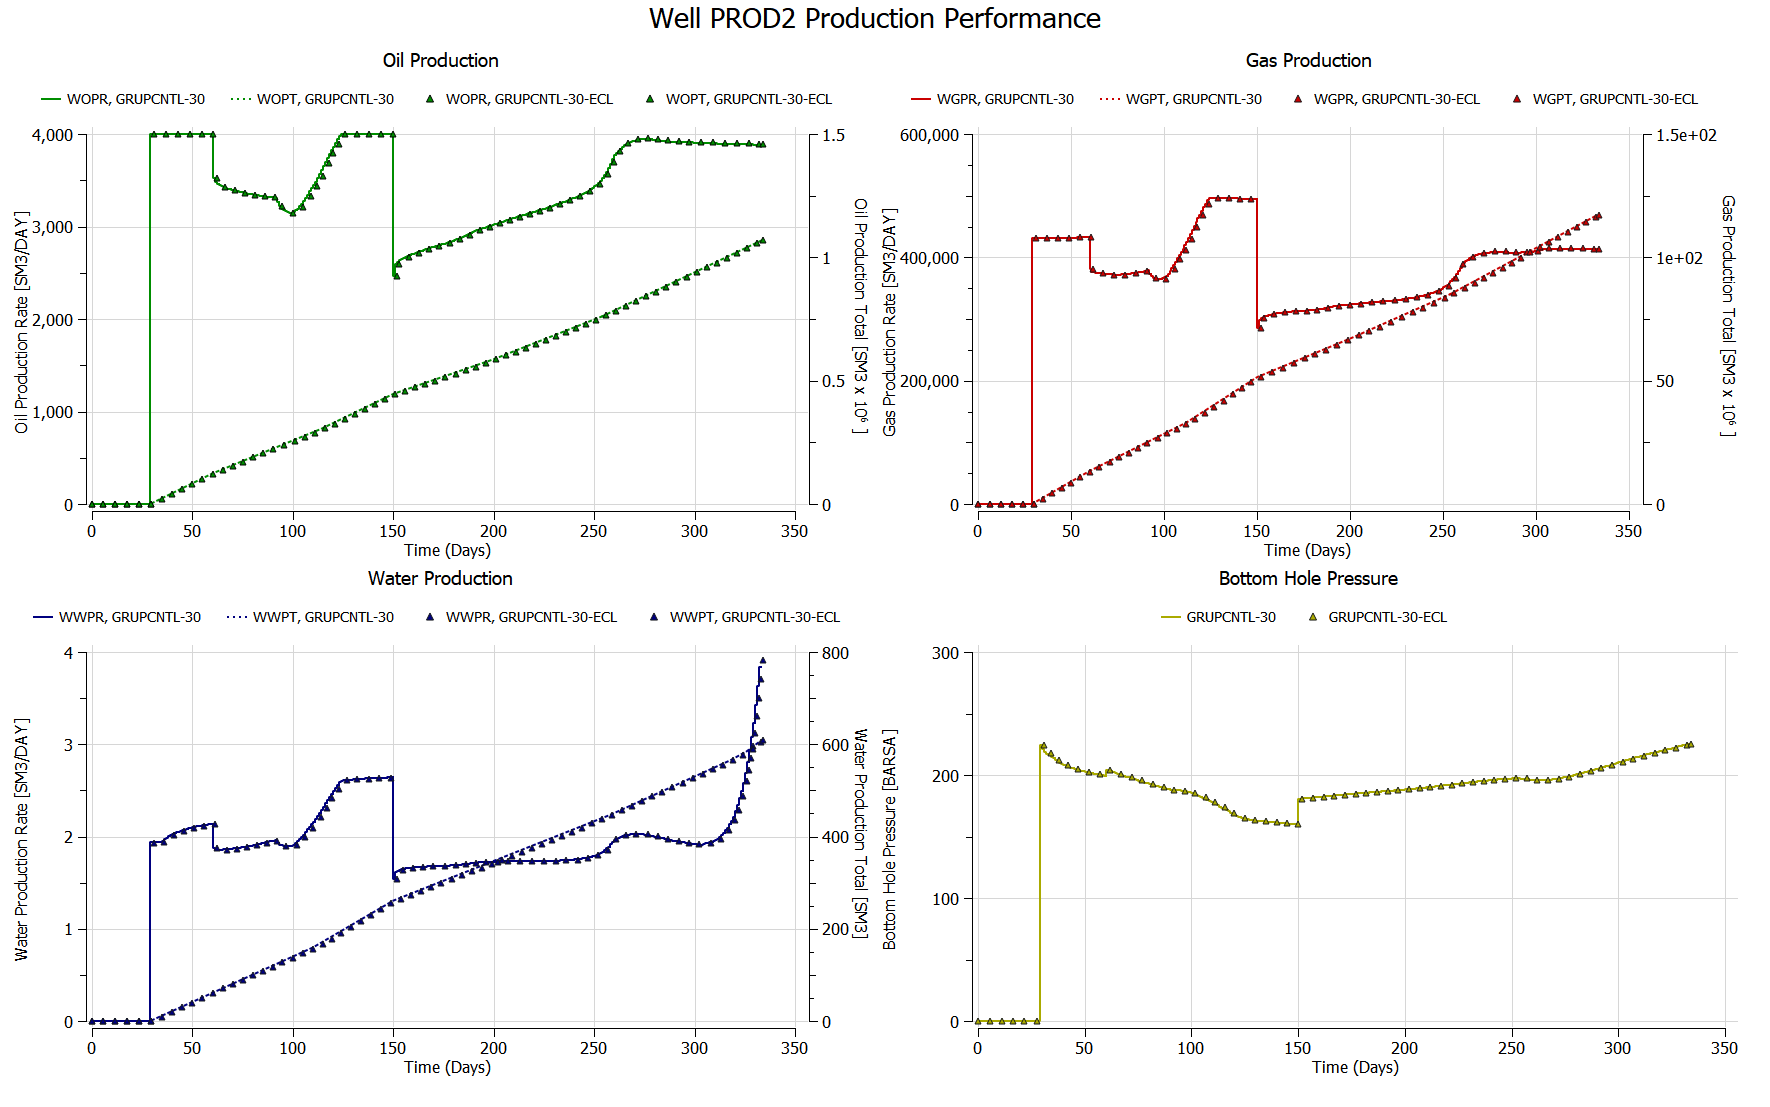 Well PROD2 Production Performance
Oil Production
WOPR, GRUPCNTL-30 WOPT, GRUPCNTL-30 WOPR, GRUPCNTL-30-ECL WOPT, GRUPCNTL-30-ECL
4,000
3,000
2,000
1,000
0
Oil Production Rate [SM3/DAY]
1.5
1
0.5
0
Oil Production Total [SM3 x 10⁶ ]
0 50 100 150 200 250 300 350
Time (Days)
Gas Production
WGPR, GRUPCNTL-30 WGPT, GRUPCNTL-30 WGPR, GRUPCNTL-30-ECL WGPT, GRUPCNTL-30-ECL
600,000
400,000
200,000
0
Gas Production Rate [SM3/DAY]
1.5e+02
1e+02
50
0
Gas Production Total [SM3 x 10⁶ ]
0 50 100 150 200 250 300 350
Time (Days)
Water Production
WWPR, GRUPCNTL-30 WWPT, GRUPCNTL-30 WWPR, GRUPCNTL-30-ECL WWPT, GRUPCNTL-30-ECL
4
3
2
1
0
Water Production Rate [SM3/DAY]
800
600
400
200
0
Water Production Total [SM3]
0 50 100 150 200 250 300 350
Time (Days)
Bottom Hole Pressure
GRUPCNTL-30 GRUPCNTL-30-ECL
300
200
100
0
Bottom Hole Pressure [BARSA]
0 50 100 150 200 250 300 350
Time (Days)